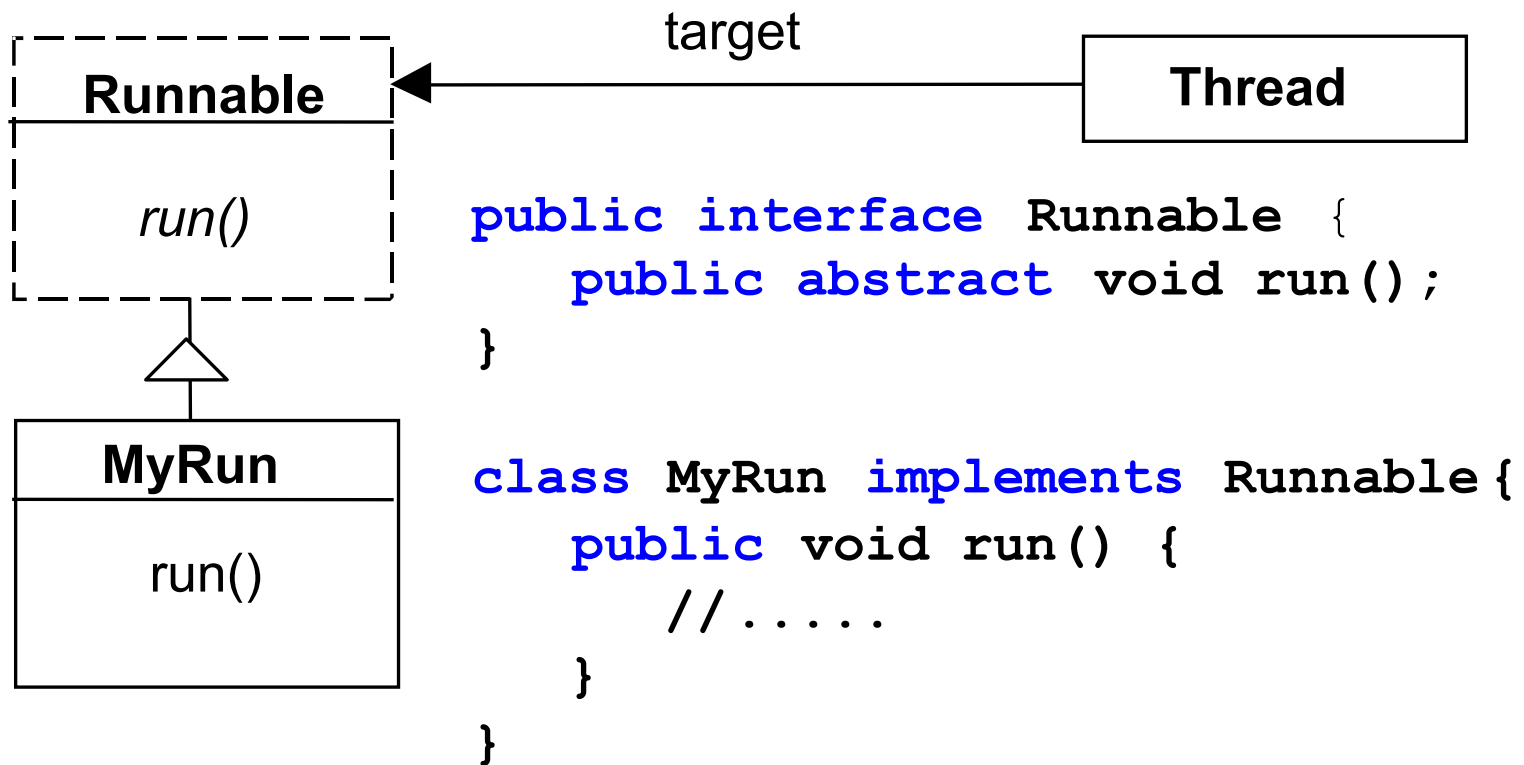 target
Runnable
Thread
run()
public interface Runnable {
public abstract void run();
}
MyRun
run()
class MyRun implements Runnable{
public void run() {
//.....
}
}